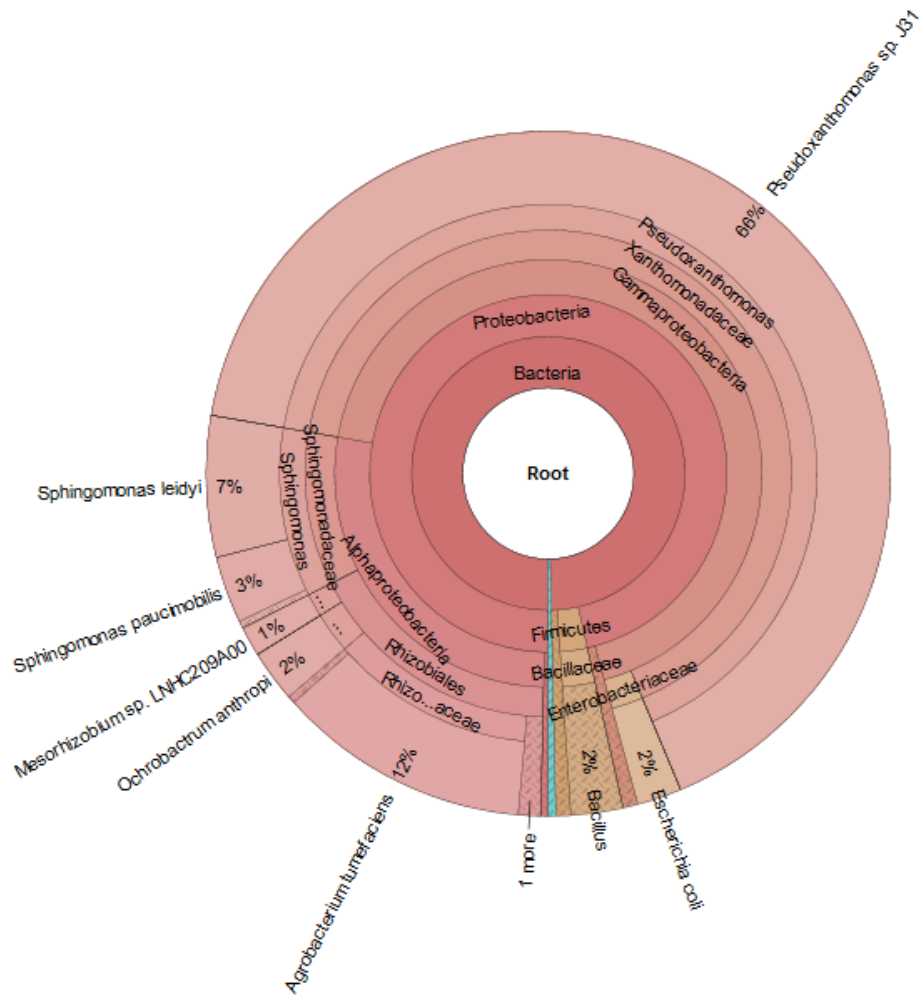 Pseudoxanthomonas sp. J31
66%
Pseudoxanthomonas
Xanthomonadaceae
Gammaproteobacteria
Proteobacteria
Bacteria
Root
Sphingomonadaceae
Sphingomonas
Sphingomonas leidyi
7%
Alphaproteobacteria
Sphingomonas paucimobilis
3%
...
Mesorhizobium sp. LNHC209A00
1%
...
Ochrobactrum anthropi
2%
Rhizobiales
Rhizo...aceae
Agrobacterium tumefaciens
12%
1 more
Firmicutes
Bacillaceae
Enterobacteriaceae
2%
Bacillus
2%
Escherichia coli